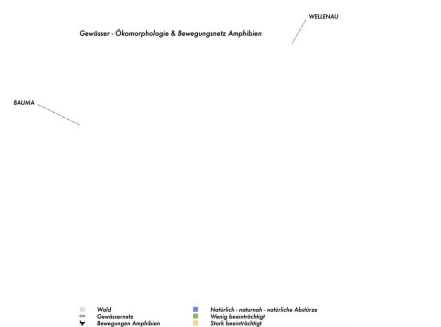 WELLENAU
Gewässer - Ökomorphologie & Bewegungsnetz Amphibien
BAUMA
Wald
Gewässernetz
Bewegungen Amphibien
Natürlich - naturnah - natürliche Abstürze
Wenig beeinträchtigt
Stark beeinträchtigt